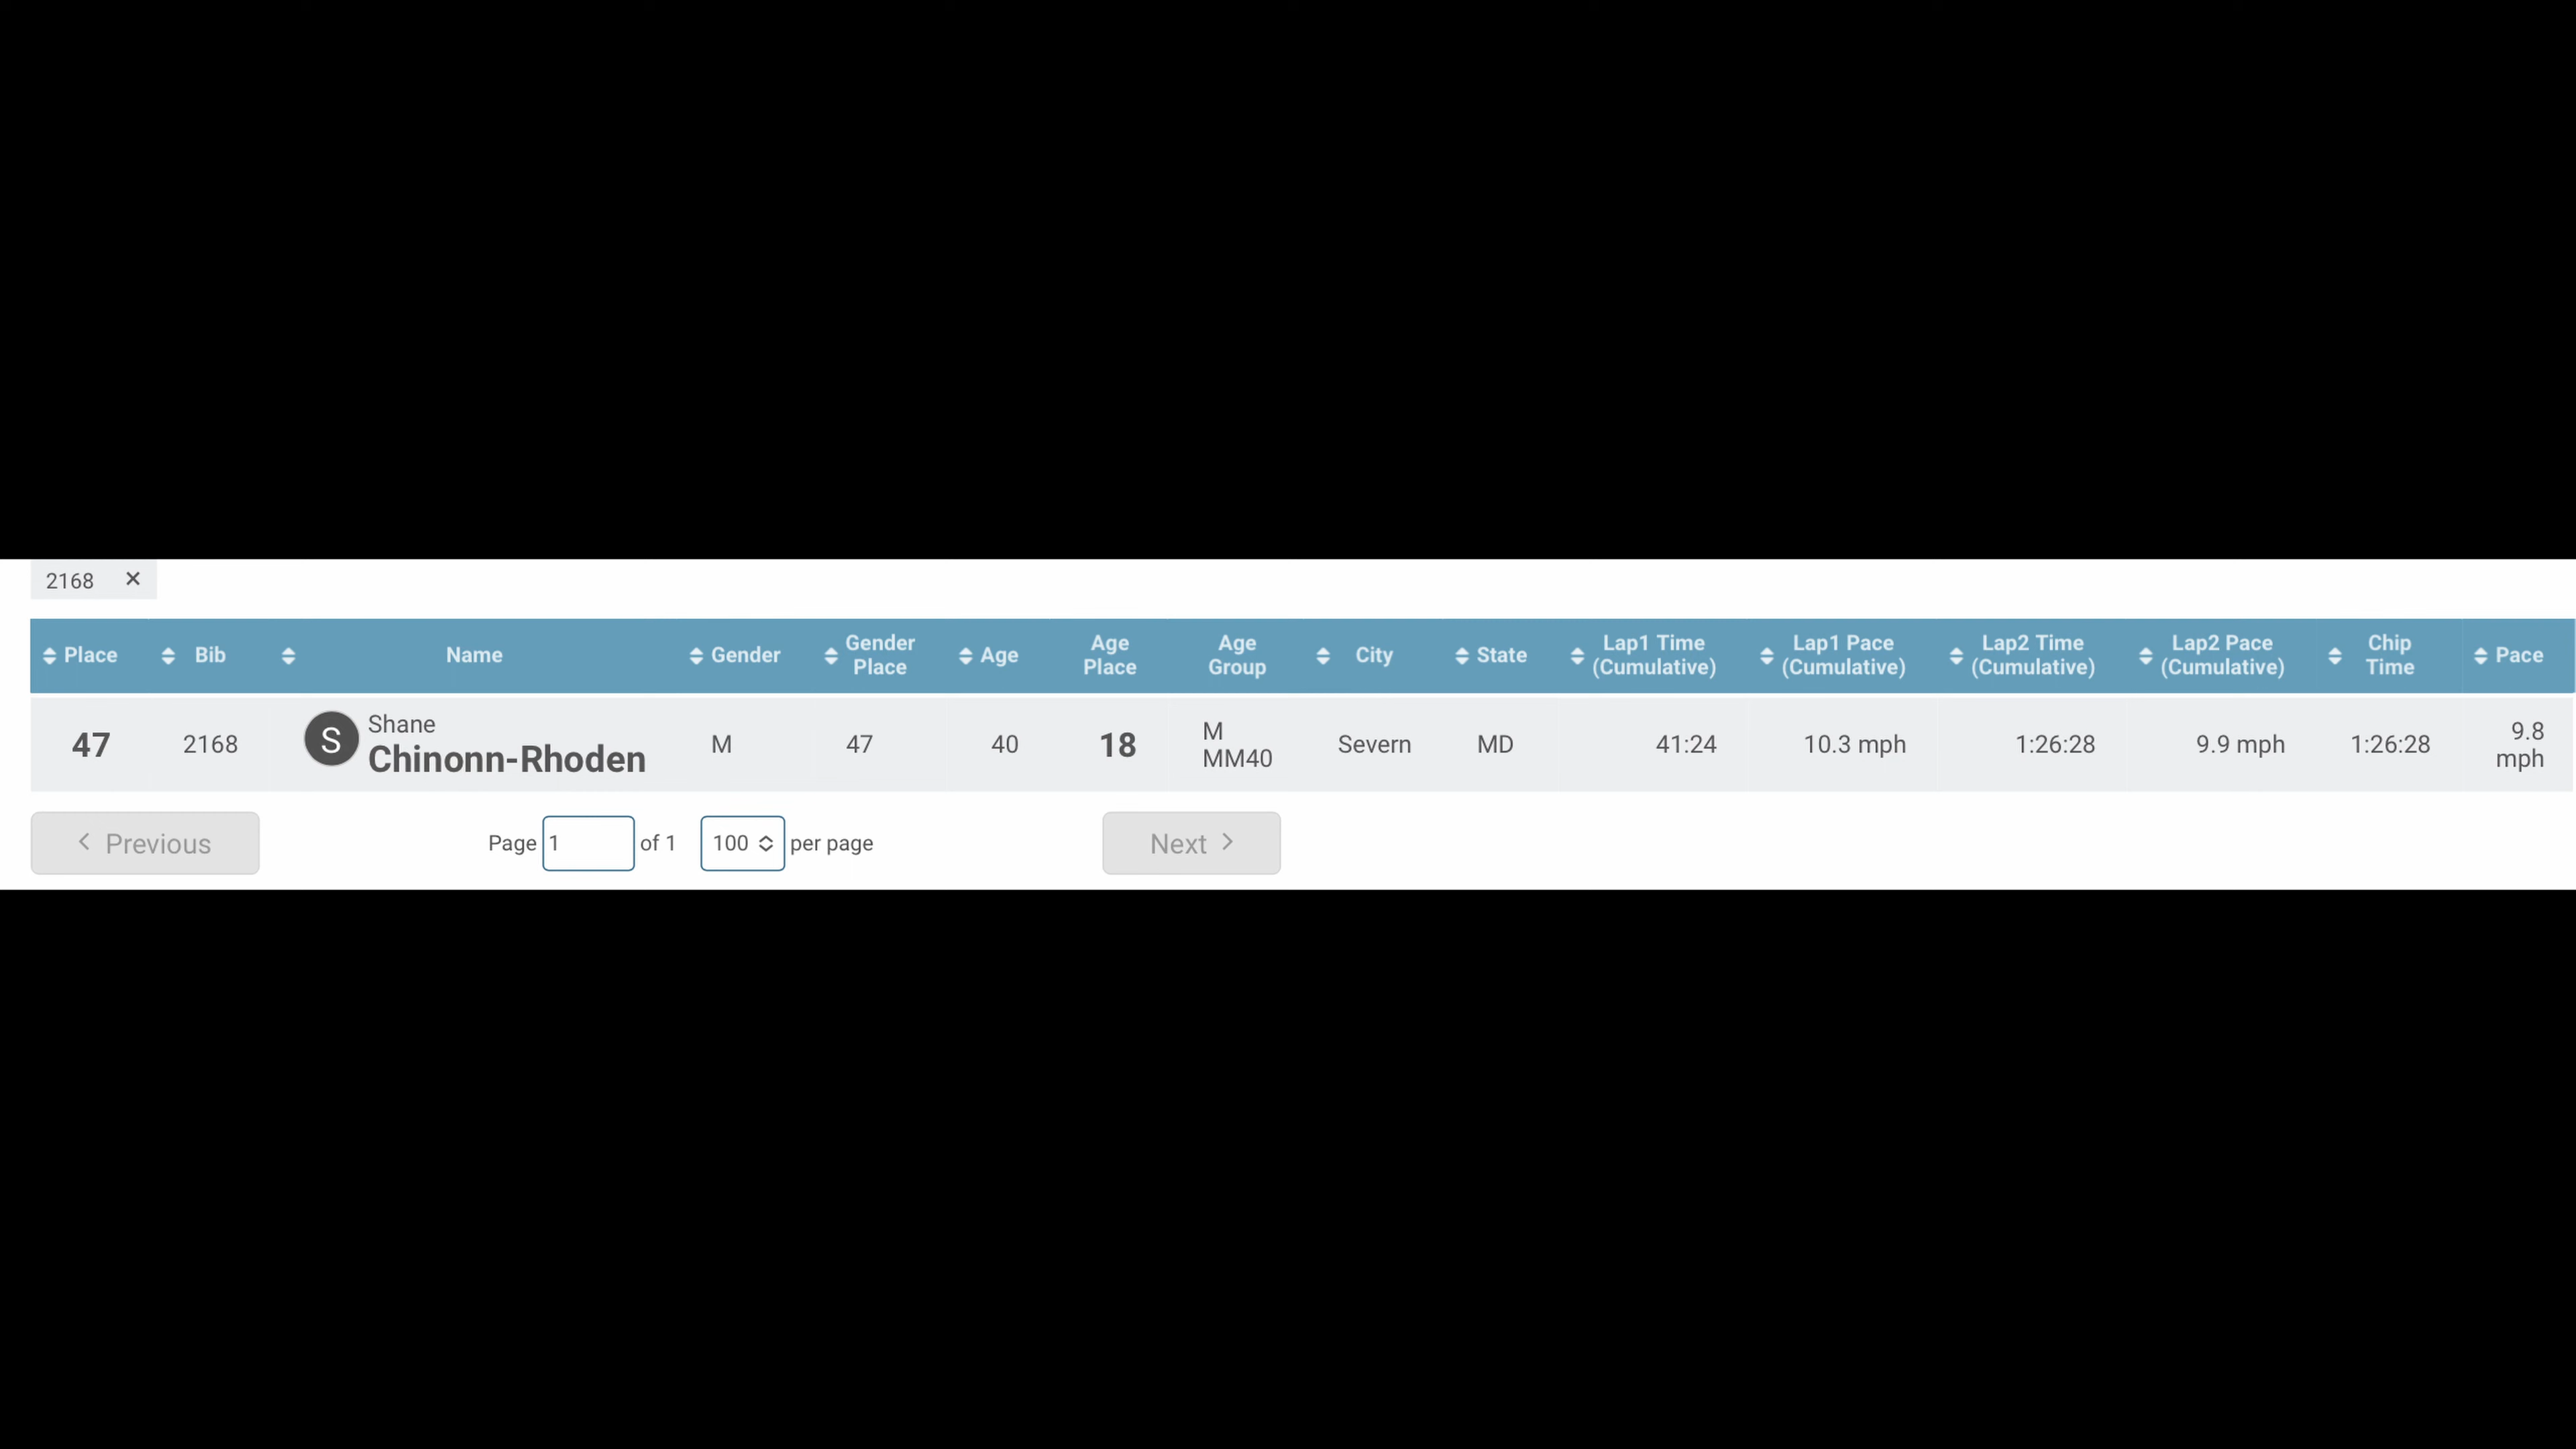 2168 ×
Place Bib Name Gender Gender Place Age Age Place Age Group City State Lap1 Time (Cumulative) Lap1 Pace (Cumulative) Lap2 Time (Cumulative) Lap2 Pace (Cumulative) Chip Time Pace
47 2168 S Shane Chinonn-Rhoden M 47 40 18 M MM40 Severn MD 41:24 10.3 mph 1:26:28 9.9 mph 1:26:28 9.8 mph
Previous Page 1 of 1 100 per page Next